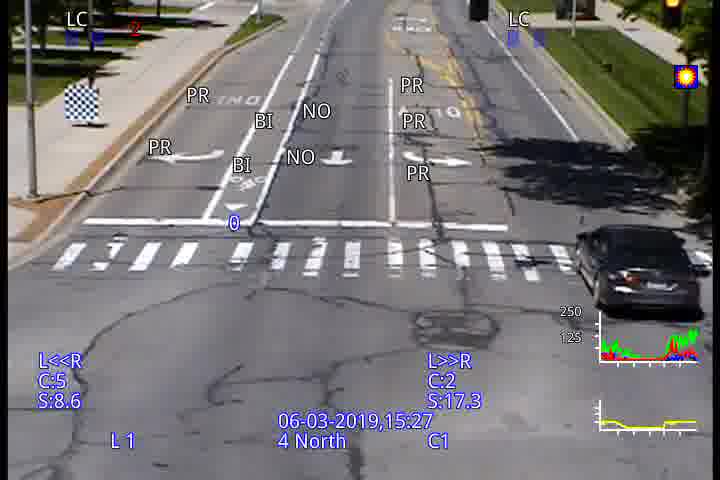 LC
LC
2
PR
PR
BI
NO
PR
PR
BI
NO
PR
0
250
125
L<<R
C:5
S:8.6
L>>R
C:2
S:17.3
06-03-2019,15:27
L 1
4 North
C1